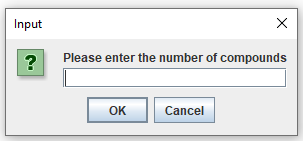 Input
?
Please enter the number of compounds
OK Cancel